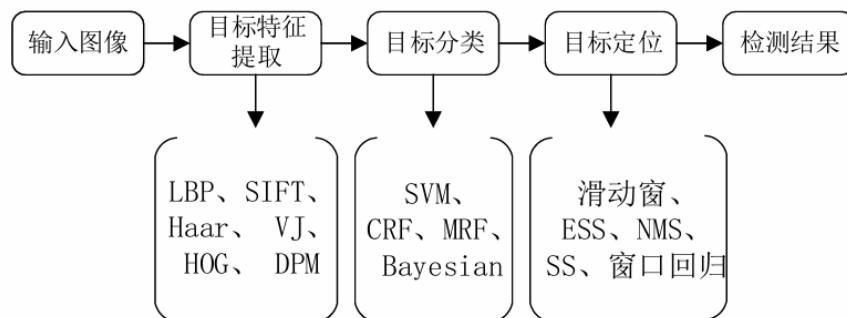 输入图像
目标特征
提取
目标分类
目标定位
检测结果
LBP、SIFT、
Haar、 VJ、
HOG、 DPM
SVM、
CRF、MRF、
Bayesian
滑动窗、
ESS、NMS、
SS、窗口回归